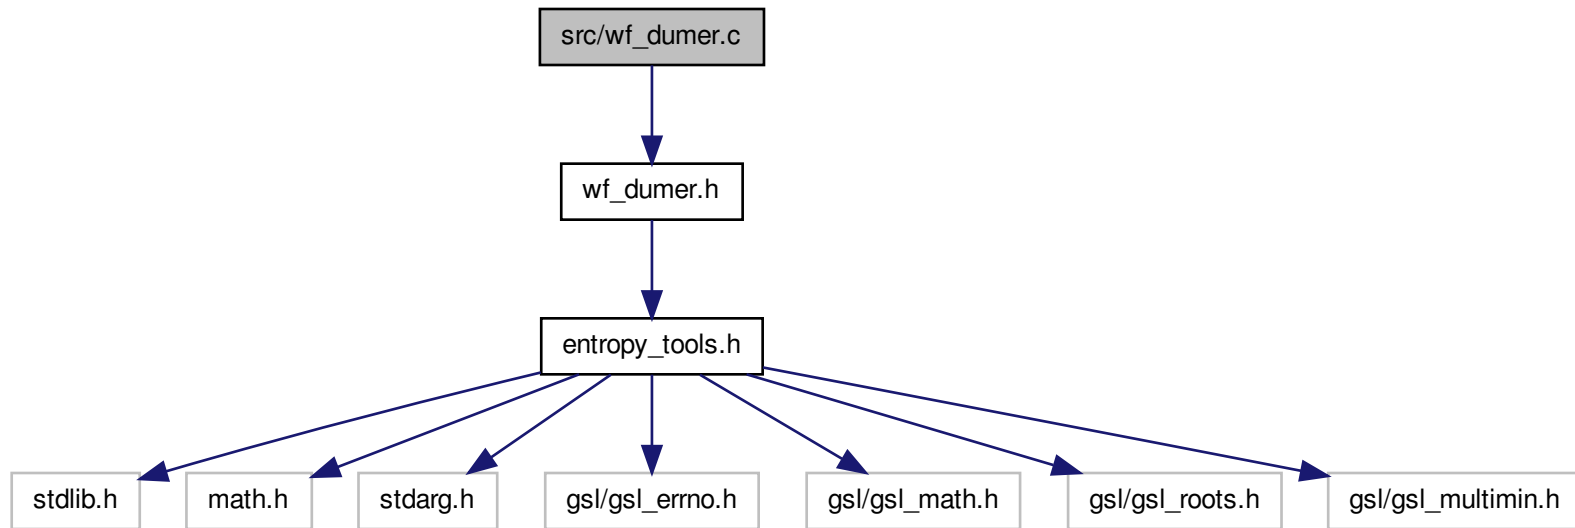 src/wf_dumer.c
wf_dumer.h
entropy_tools.h
stdlib.h
math.h
stdarg.h
gsl/gsl_errno.h
gsl/gsl_math.h
gsl/gsl_roots.h
gsl/gsl_multimin.h